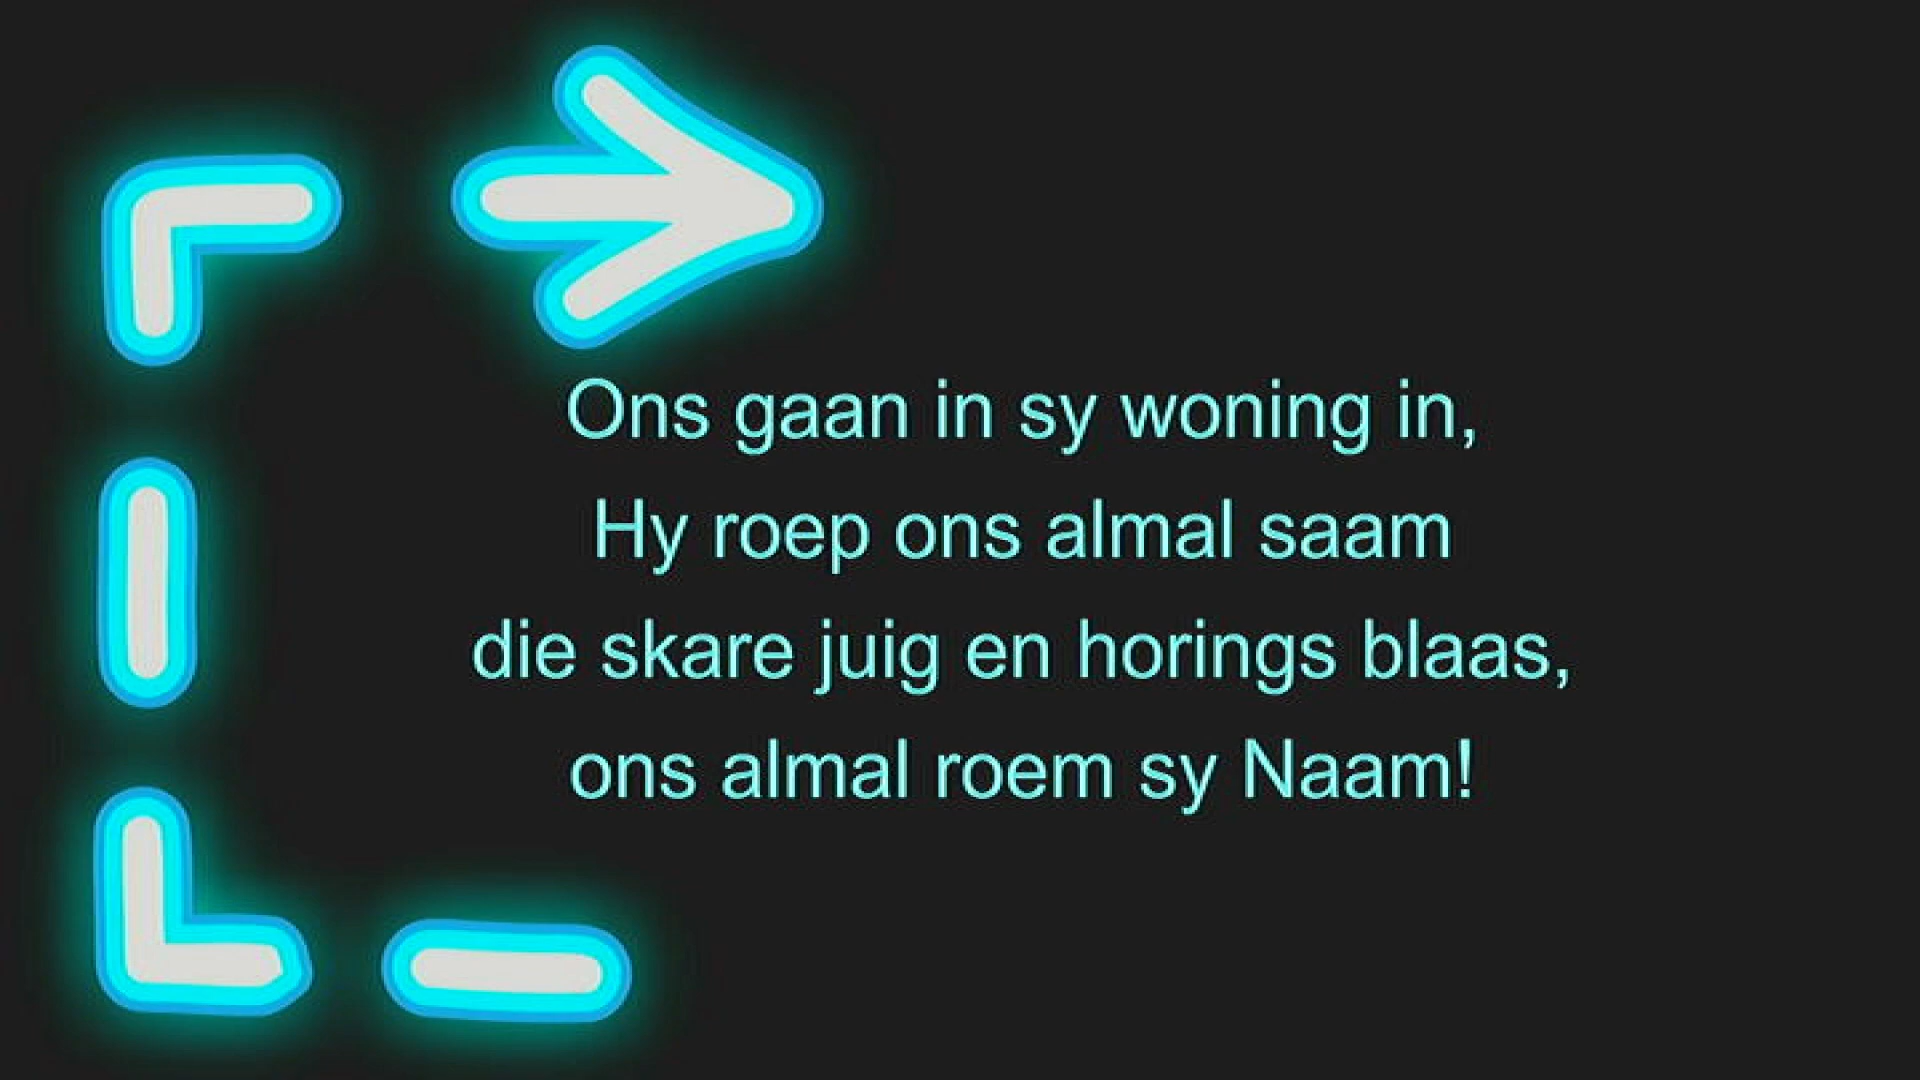 Ons gaan in sy woning in,
Hy roep ons almal saam
die skare juig en horings blaas,
ons almal roem sy Naam!